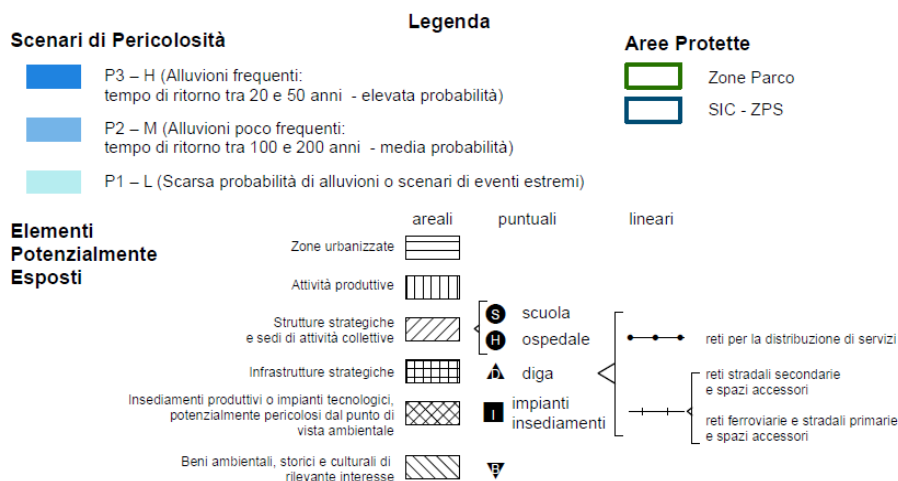 Legenda
Scenari di Pericolosità
P3 – H (Alluvioni frequenti:
tempo di ritorno tra 20 e 50 anni - elevata probabilità)
P2 – M (Alluvioni poco frequenti:
tempo di ritorno tra 100 e 200 anni - media probabilità)
P1 – L (Scarsa probabilità di alluvioni o scenari di eventi estremi)
Aree Protette
Zone Parco
SIC - ZPS
Elementi
Potenzialmente
Esposti
areali
puntuali
lineari
Zone urbanizzate
Attività produttive
Strutture strategiche
e sedi di attività collettive
S scuola
H ospedale
Infrastrutture strategiche
D diga
Insediamenti produttivi o impianti tecnologici,
potenzialmente pericolosi dal punto di
vista ambientale
I impianti
insediamenti
Beni ambientali, storici e culturali di
rilevante interesse
B
reti per la distribuzione di servizi
reti stradali secondarie
e spazi accessori
reti ferroviarie e stradali primarie
e spazi accessori